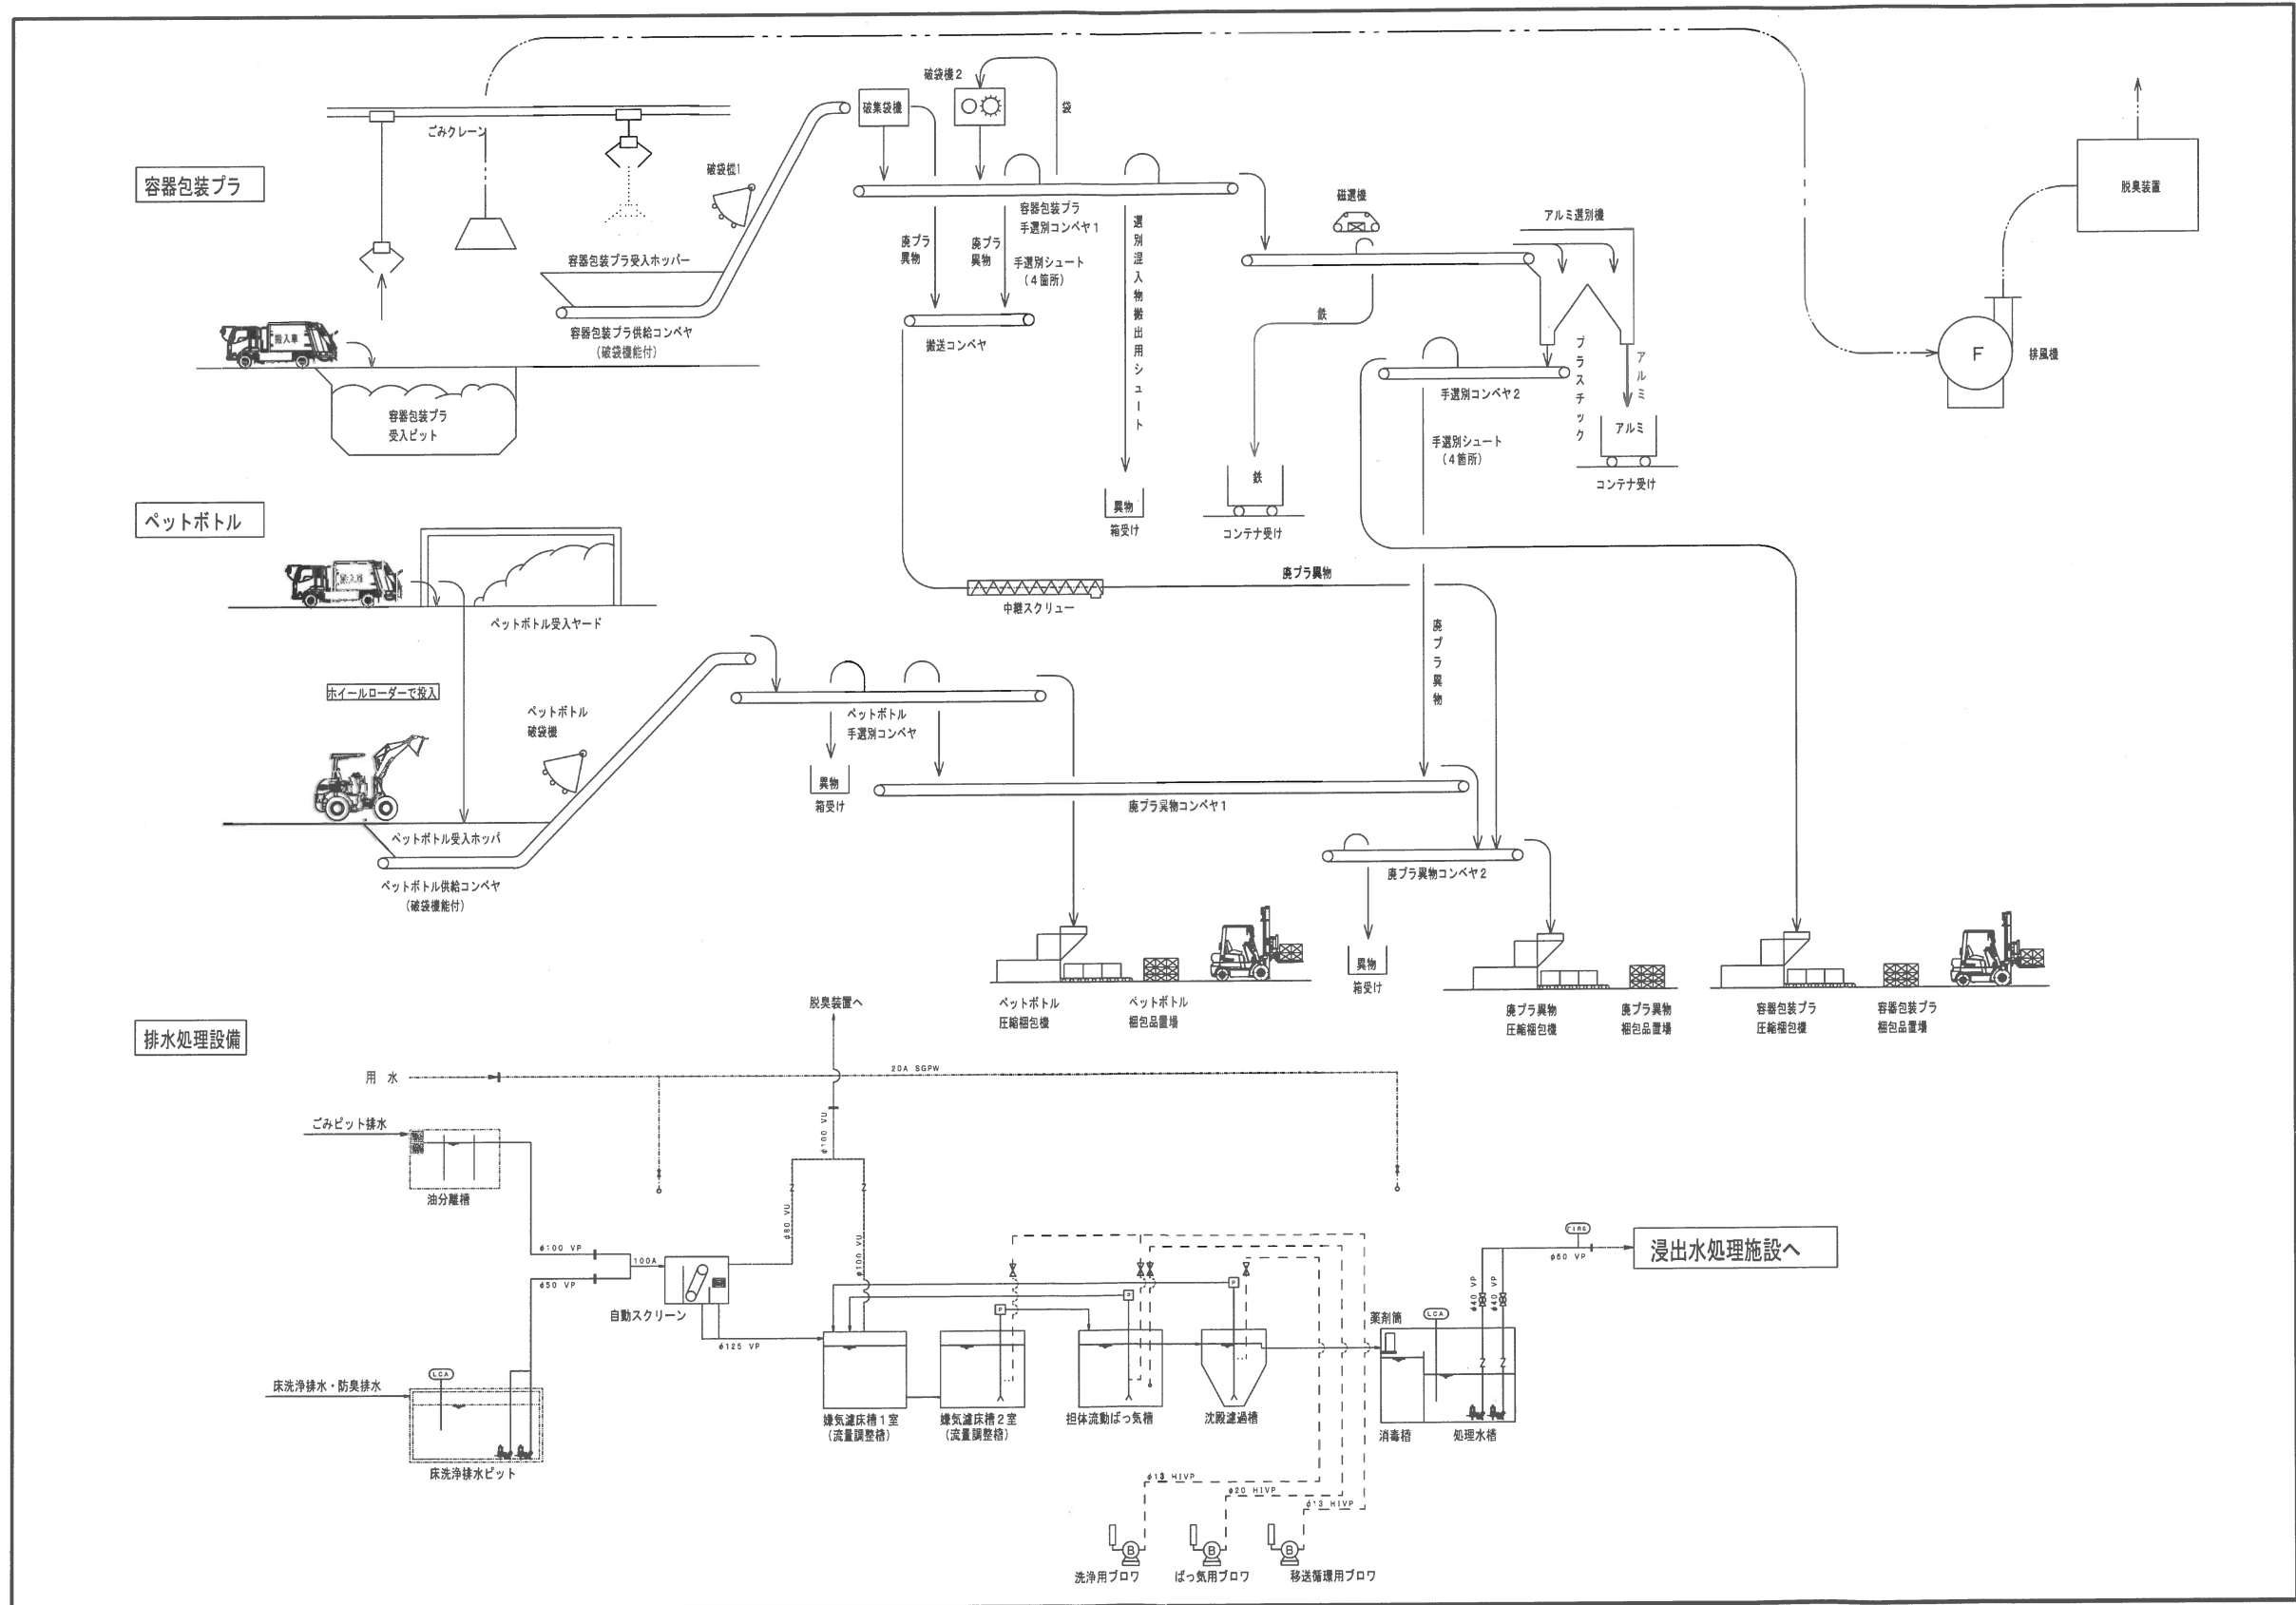 破袋機2
破集袋機
袋
ごみクレーン
容器包装プラ
破袋機1
脱臭装置
磁選機
アルミ選別機
容器包装プラ
手選別コンベヤ1
廃プラ
異物
廃プラ
異物
手選別シュート
(4箇所)
選別混入物搬出用シュート
容器包装プラ受入ホッパー
容器包装プラ供給コンベヤ
(破袋機能付)
搬入車
搬送コンベヤ
鉄
プラスチック
アルミ
F
排風機
手選別コンベヤ2
容器包装プラ
受入ピット
手選別シュート
(4箇所)
アルミ
コンテナ受け
鉄
コンテナ受け
異物
箱受け
ペットボトル
ペットボトル受入ヤード
中継スクリュー
廃プラ異物
廃プラ異物
ホイールローダーで投入
ペットボトル
破袋機
ペットボトル
手選別コンベヤ
異物
箱受け
廃プラ異物コンベヤ1
ペットボトル受入ホッパ
ペットボトル供給コンベヤ
(破袋機能付)
廃プラ異物コンベヤ2
異物
箱受け
ペットボトル
圧縮梱包機
ペットボトル
梱包品置場
廃プラ異物
圧縮梱包機
廃プラ異物
梱包品置場
容器包装プラ
圧縮梱包機
容器包装プラ
梱包品置場
排水処理設備
脱臭装置へ
用 水
20A SGPW
ごみピット排水
φ100 VU
油分離槽
φ80 VU
φ100 VU
φ100 VP
100A
φ50 VP
自動スクリーン
φ125 VP
P
P
P
φ50 VP
浸出水処理施設へ
φ40 VP
φ40 VP
薬剤筒
LCA
LCA
床洗浄排水・防臭排水
床洗浄排水ピット
嫌気濾床槽1室
(流量調整槽)
嫌気濾床槽2室
(流量調整槽)
担体流動ばっ気槽
沈殿濾過槽
消毒槽
処理水槽
φ13 HIVP
φ20 HIVP
φ13 HIVP
B
B
B
洗浄用ブロワ
ばっ気用ブロワ
移送循環用ブロワ